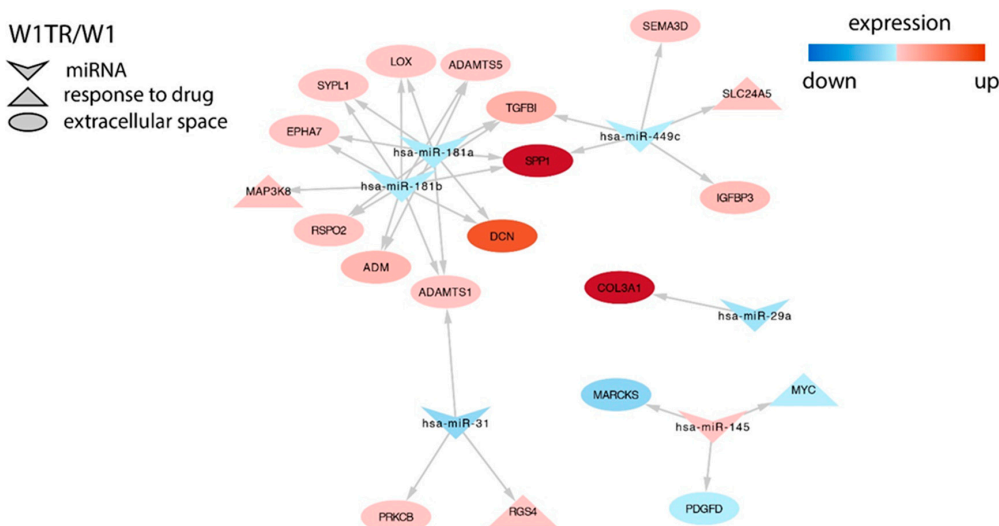 W1TR/W1
miRNA
response to drug
extracellular space
expression
down
up
SEMA3D
LOX
ADAMTS5
SYPL1
SLC24A5
TGFBI
EPHA7
hsa-miR-449c
hsa-miR-181a
SPP1
hsa-miR-181b
MAP3K8
IGFBP3
RSPO2
DCN
ADM
ADAMTS1
COL3A1
hsa-miR-29a
MARCKS
MYC
hsa-miR-31
hsa-miR-145
PDGFD
PRKCB
RGS4